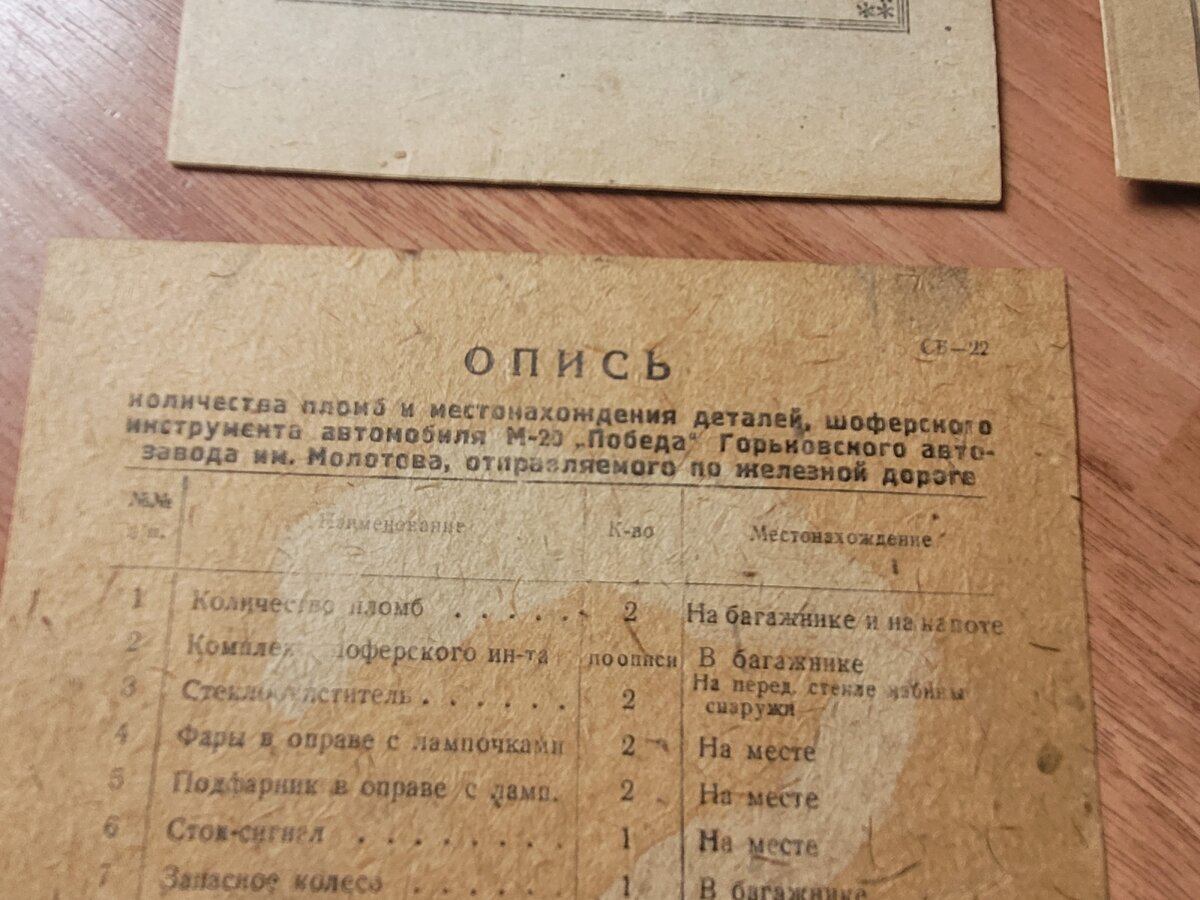 СБ—22
ОПИСЬ
количества пломб и местонахождения деталей, шоферского
инструмента автомобиля М-20 „Победа“ Горьковского авто-
завода им. Молотова, отправляемого по железной дороге
№№ Наименование К-во Местонахождение
п/п.
1 Количество пломб . . . . . . 2 На багажнике и на капоте
2 Комплект шоферского ин-та по описи В багажнике
3 Стеклоочиститель . . . . . . 2 На перед. стекле кабины
снаружи
4 Фары в оправе с лампочками 2 На месте
5 Подфарник в оправе с ламп. 2 На месте
6 Стоп-сигнал . . . . . . . . 1 На месте
7 Запасное колесо . . . . . . 1 В багажнике